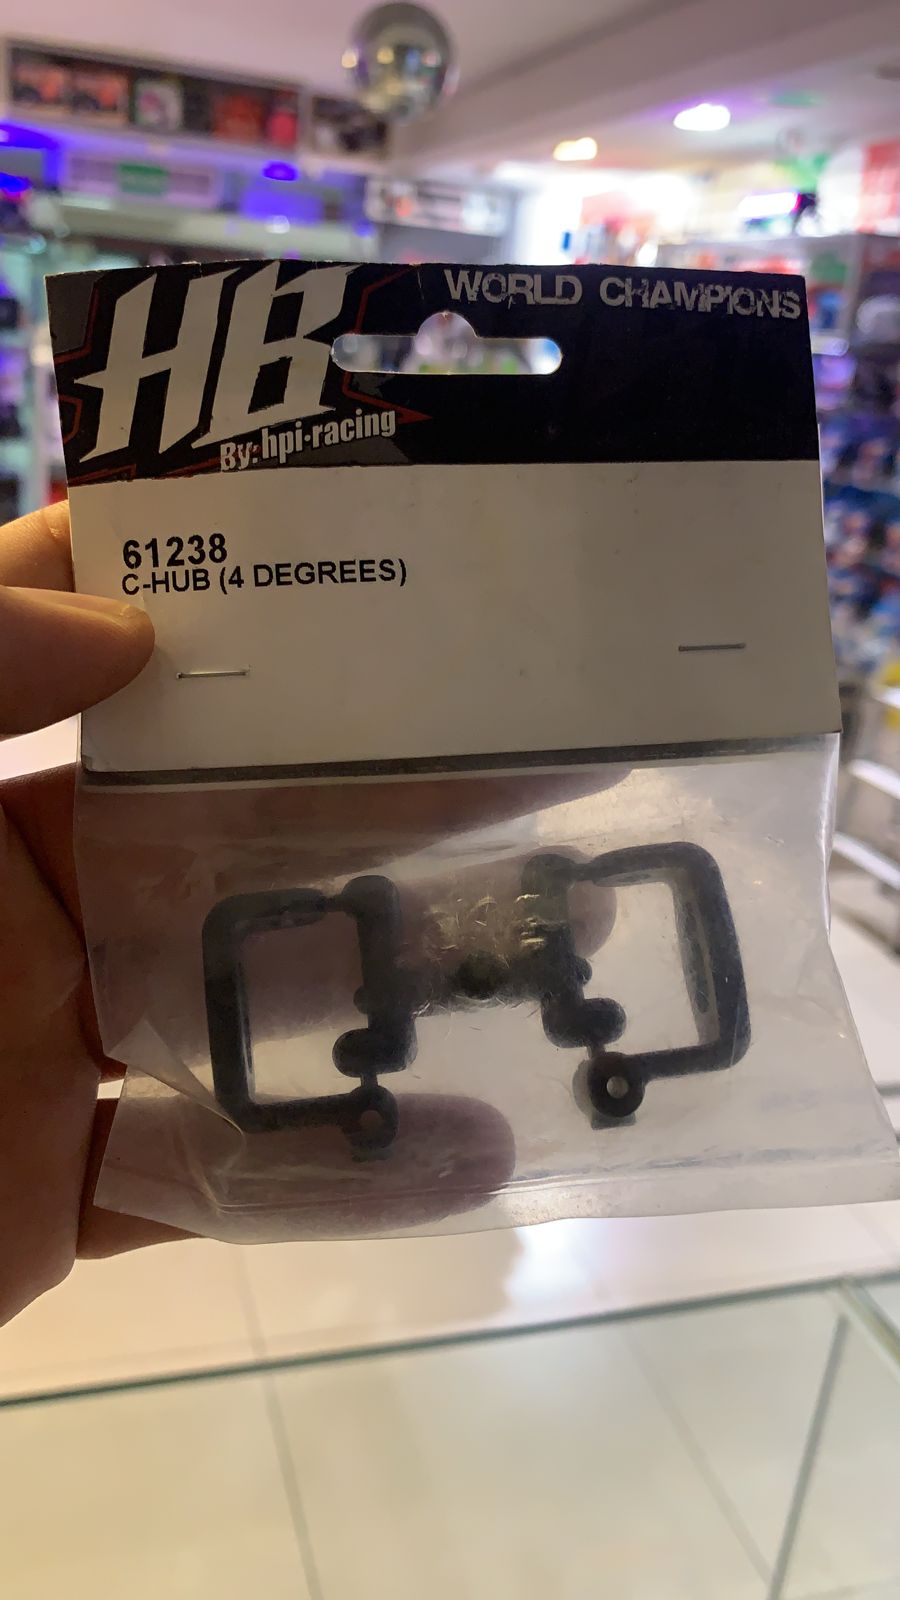 HB
WORLD CHAMPIONS
By: hpi·racing
61238
C-HUB (4 DEGREES)